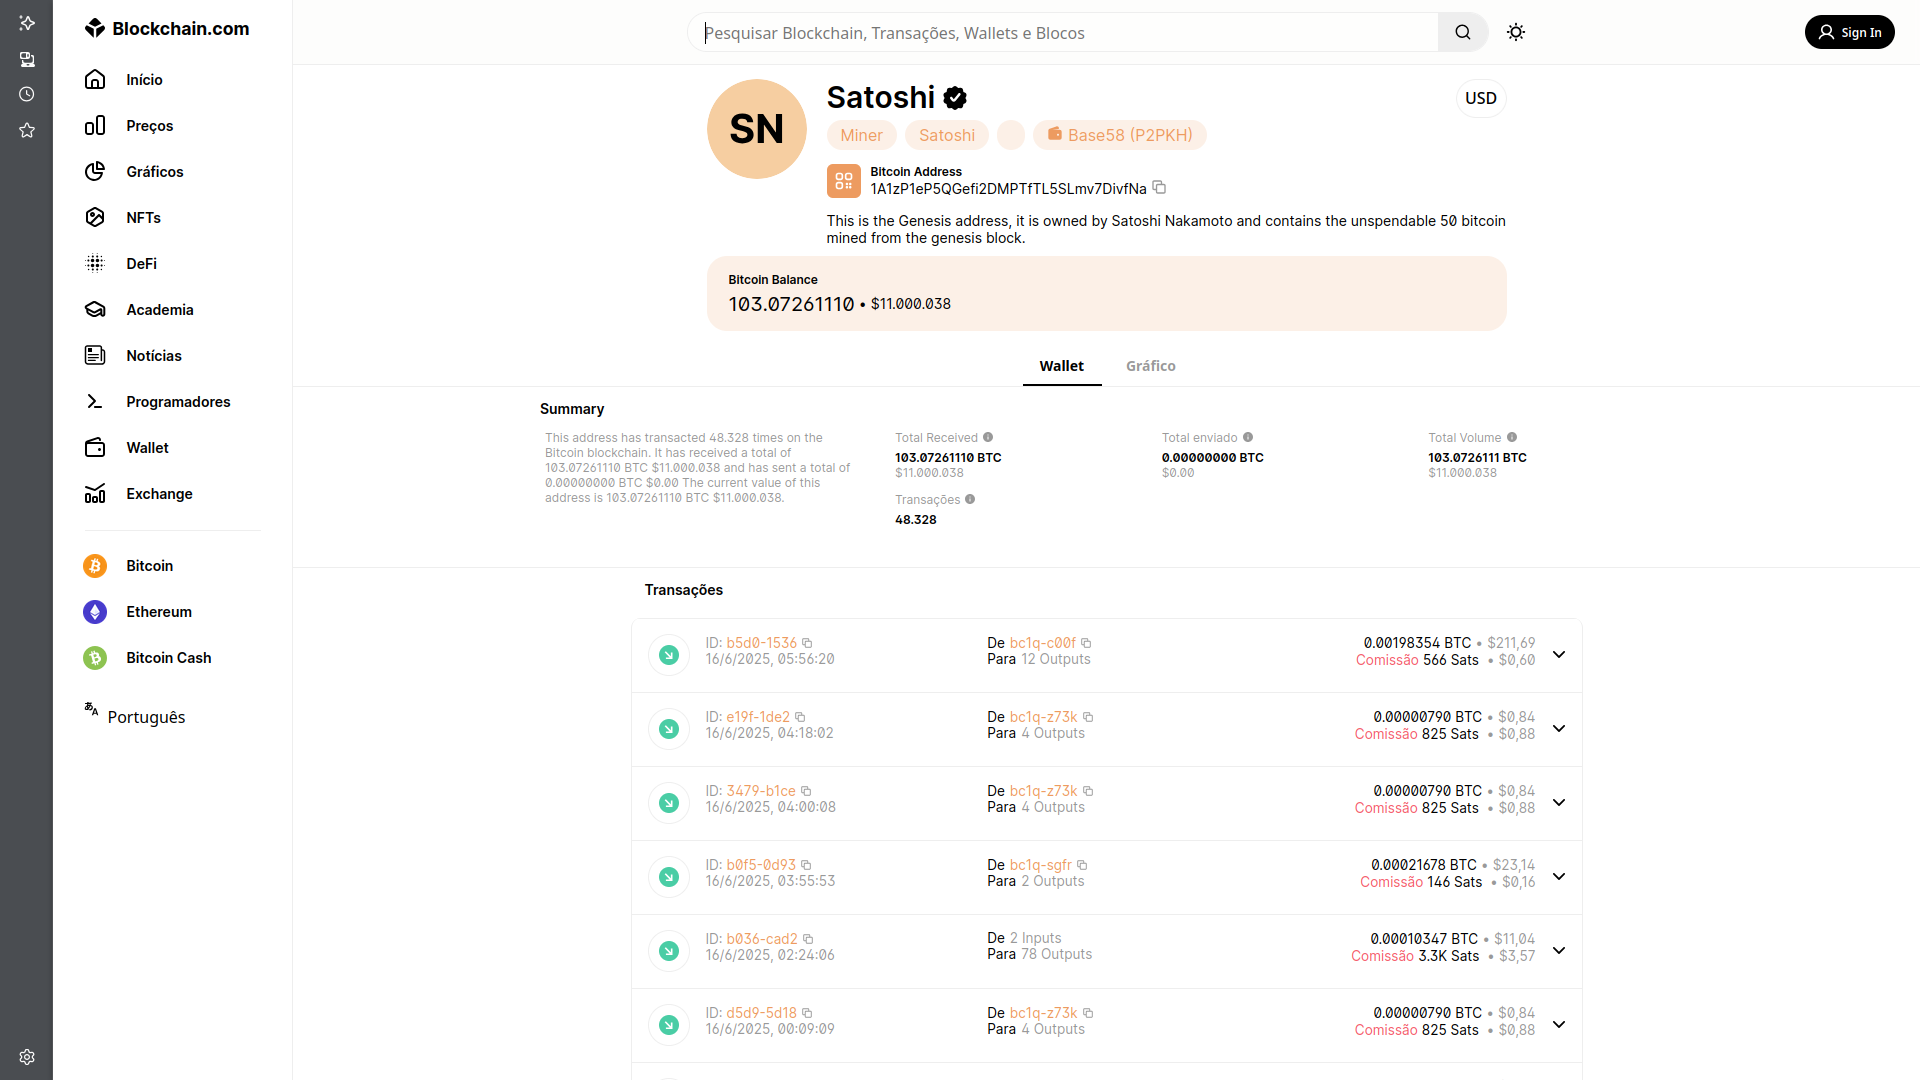 Blockchain.com
Início
Preços
Gráficos
NFTs
DeFi
Academia
Notícias
Programadores
Wallet
Exchange
Bitcoin
Ethereum
Bitcoin Cash
Português
Pesquisar Blockchain, Transações, Wallets e Blocos
Sign In
SN
Satoshi
USD
Miner Satoshi Base58 (P2PKH)
Bitcoin Address
1A1zP1eP5QGefi2DMPTfTL5SLmv7DivfNa
This is the Genesis address, it is owned by Satoshi Nakamoto and contains the unspendable 50 bitcoin
mined from the genesis block.
Bitcoin Balance
103.07261110 • $11.000.038
Wallet Gráfico
Summary
This address has transacted 48.328 times on the
Bitcoin blockchain. It has received a total of
103.07261110 BTC $11.000.038 and has sent a total of
0.00000000 BTC $0.00 The current value of this
address is 103.07261110 BTC $11.000.038.
Total Received
103.07261110 BTC
$11.000.038
Total enviado
0.00000000 BTC
$0.00
Total Volume
103.0726111 BTC
$11.000.038
Transações
48.328
Transações
ID: b5d0-1536 De bc1q-c00f 0.00198354 BTC • $211,69
16/6/2025, 05:56:20 Para 12 Outputs Comissão 566 Sats • $0,60
ID: e19f-1de2 De bc1q-z73k 0.00000790 BTC • $0,84
16/6/2025, 04:18:02 Para 4 Outputs Comissão 825 Sats • $0,88
ID: 3479-b1ce De bc1q-z73k 0.00000790 BTC • $0,84
16/6/2025, 04:00:08 Para 4 Outputs Comissão 825 Sats • $0,88
ID: b0f5-0d93 De bc1q-sgfr 0.00021678 BTC • $23,14
16/6/2025, 03:55:53 Para 2 Outputs Comissão 146 Sats • $0,16
ID: b036-cad2 De 2 Inputs 0.00010347 BTC • $11,04
16/6/2025, 02:24:06 Para 78 Outputs Comissão 3.3K Sats • $3,57
ID: d5d9-5d18 De bc1q-z73k 0.00000790 BTC • $0,84
16/6/2025, 00:09:09 Para 4 Outputs Comissão 825 Sats • $0,88